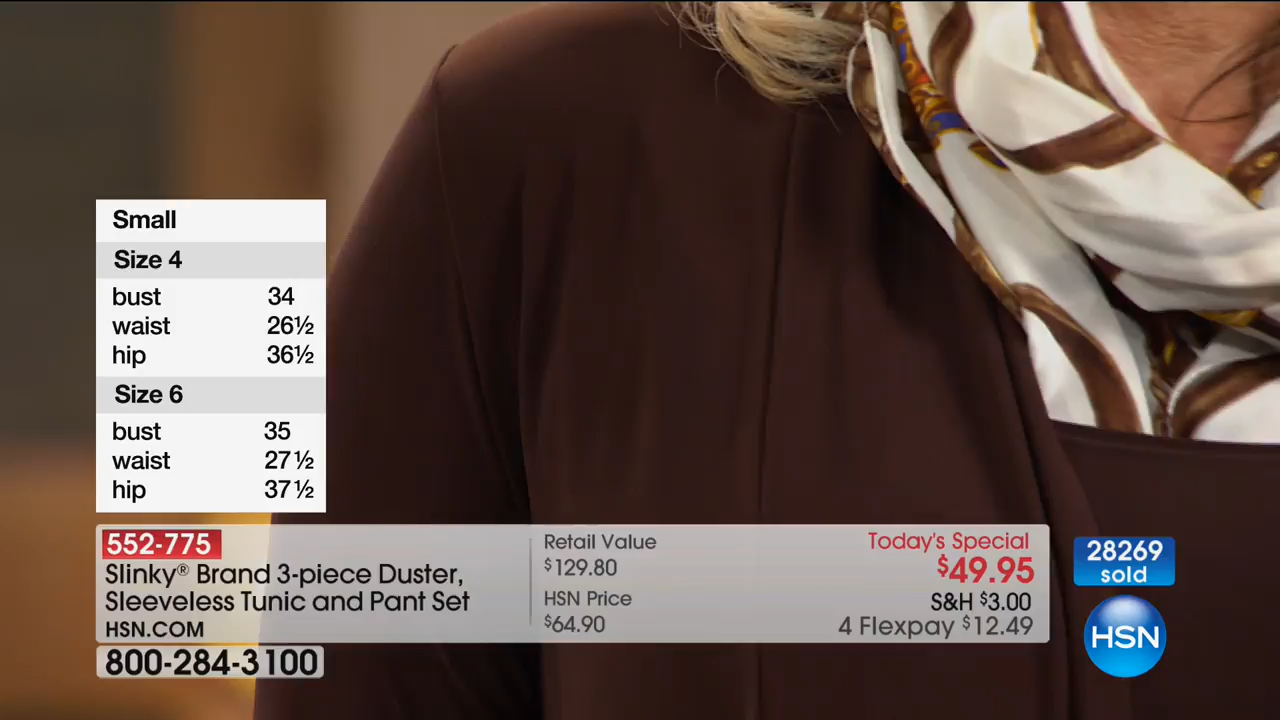 Small
Size 4
bust 34
waist 26½
hip 36½
Size 6
bust 35
waist 27½
hip 37½
552-775
Slinky® Brand 3-piece Duster,
Sleeveless Tunic and Pant Set
HSN.COM
800-284-3100
Retail Value
$129.80
HSN Price
$64.90
Today's Special
$49.95
S&H $3.00
4 Flexpay $12.49
28269
sold
HSN